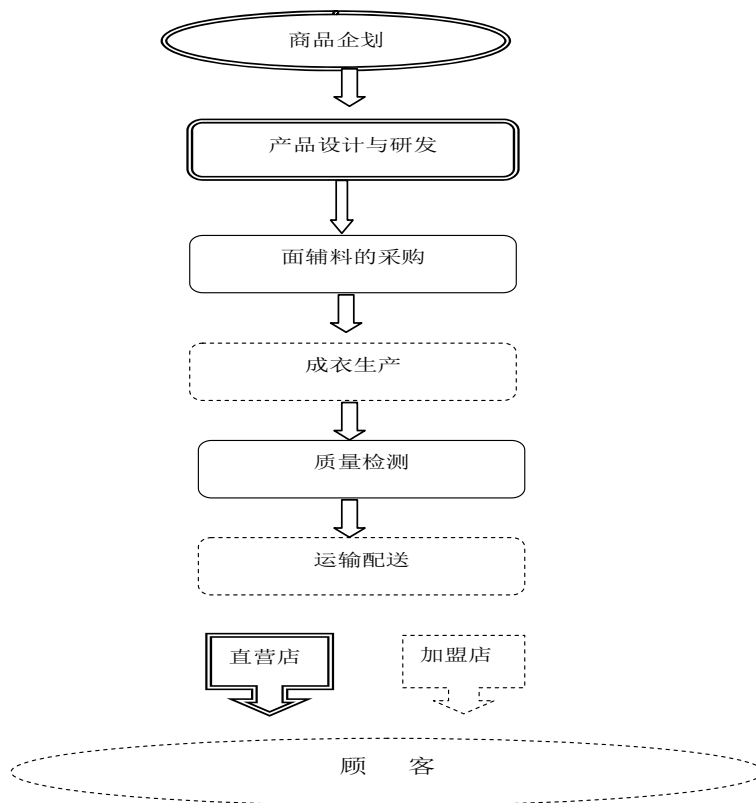 商品企划
产品设计与研发
面辅料的采购
成衣生产
质量检测
运输配送
直营店
加盟店
顾 客